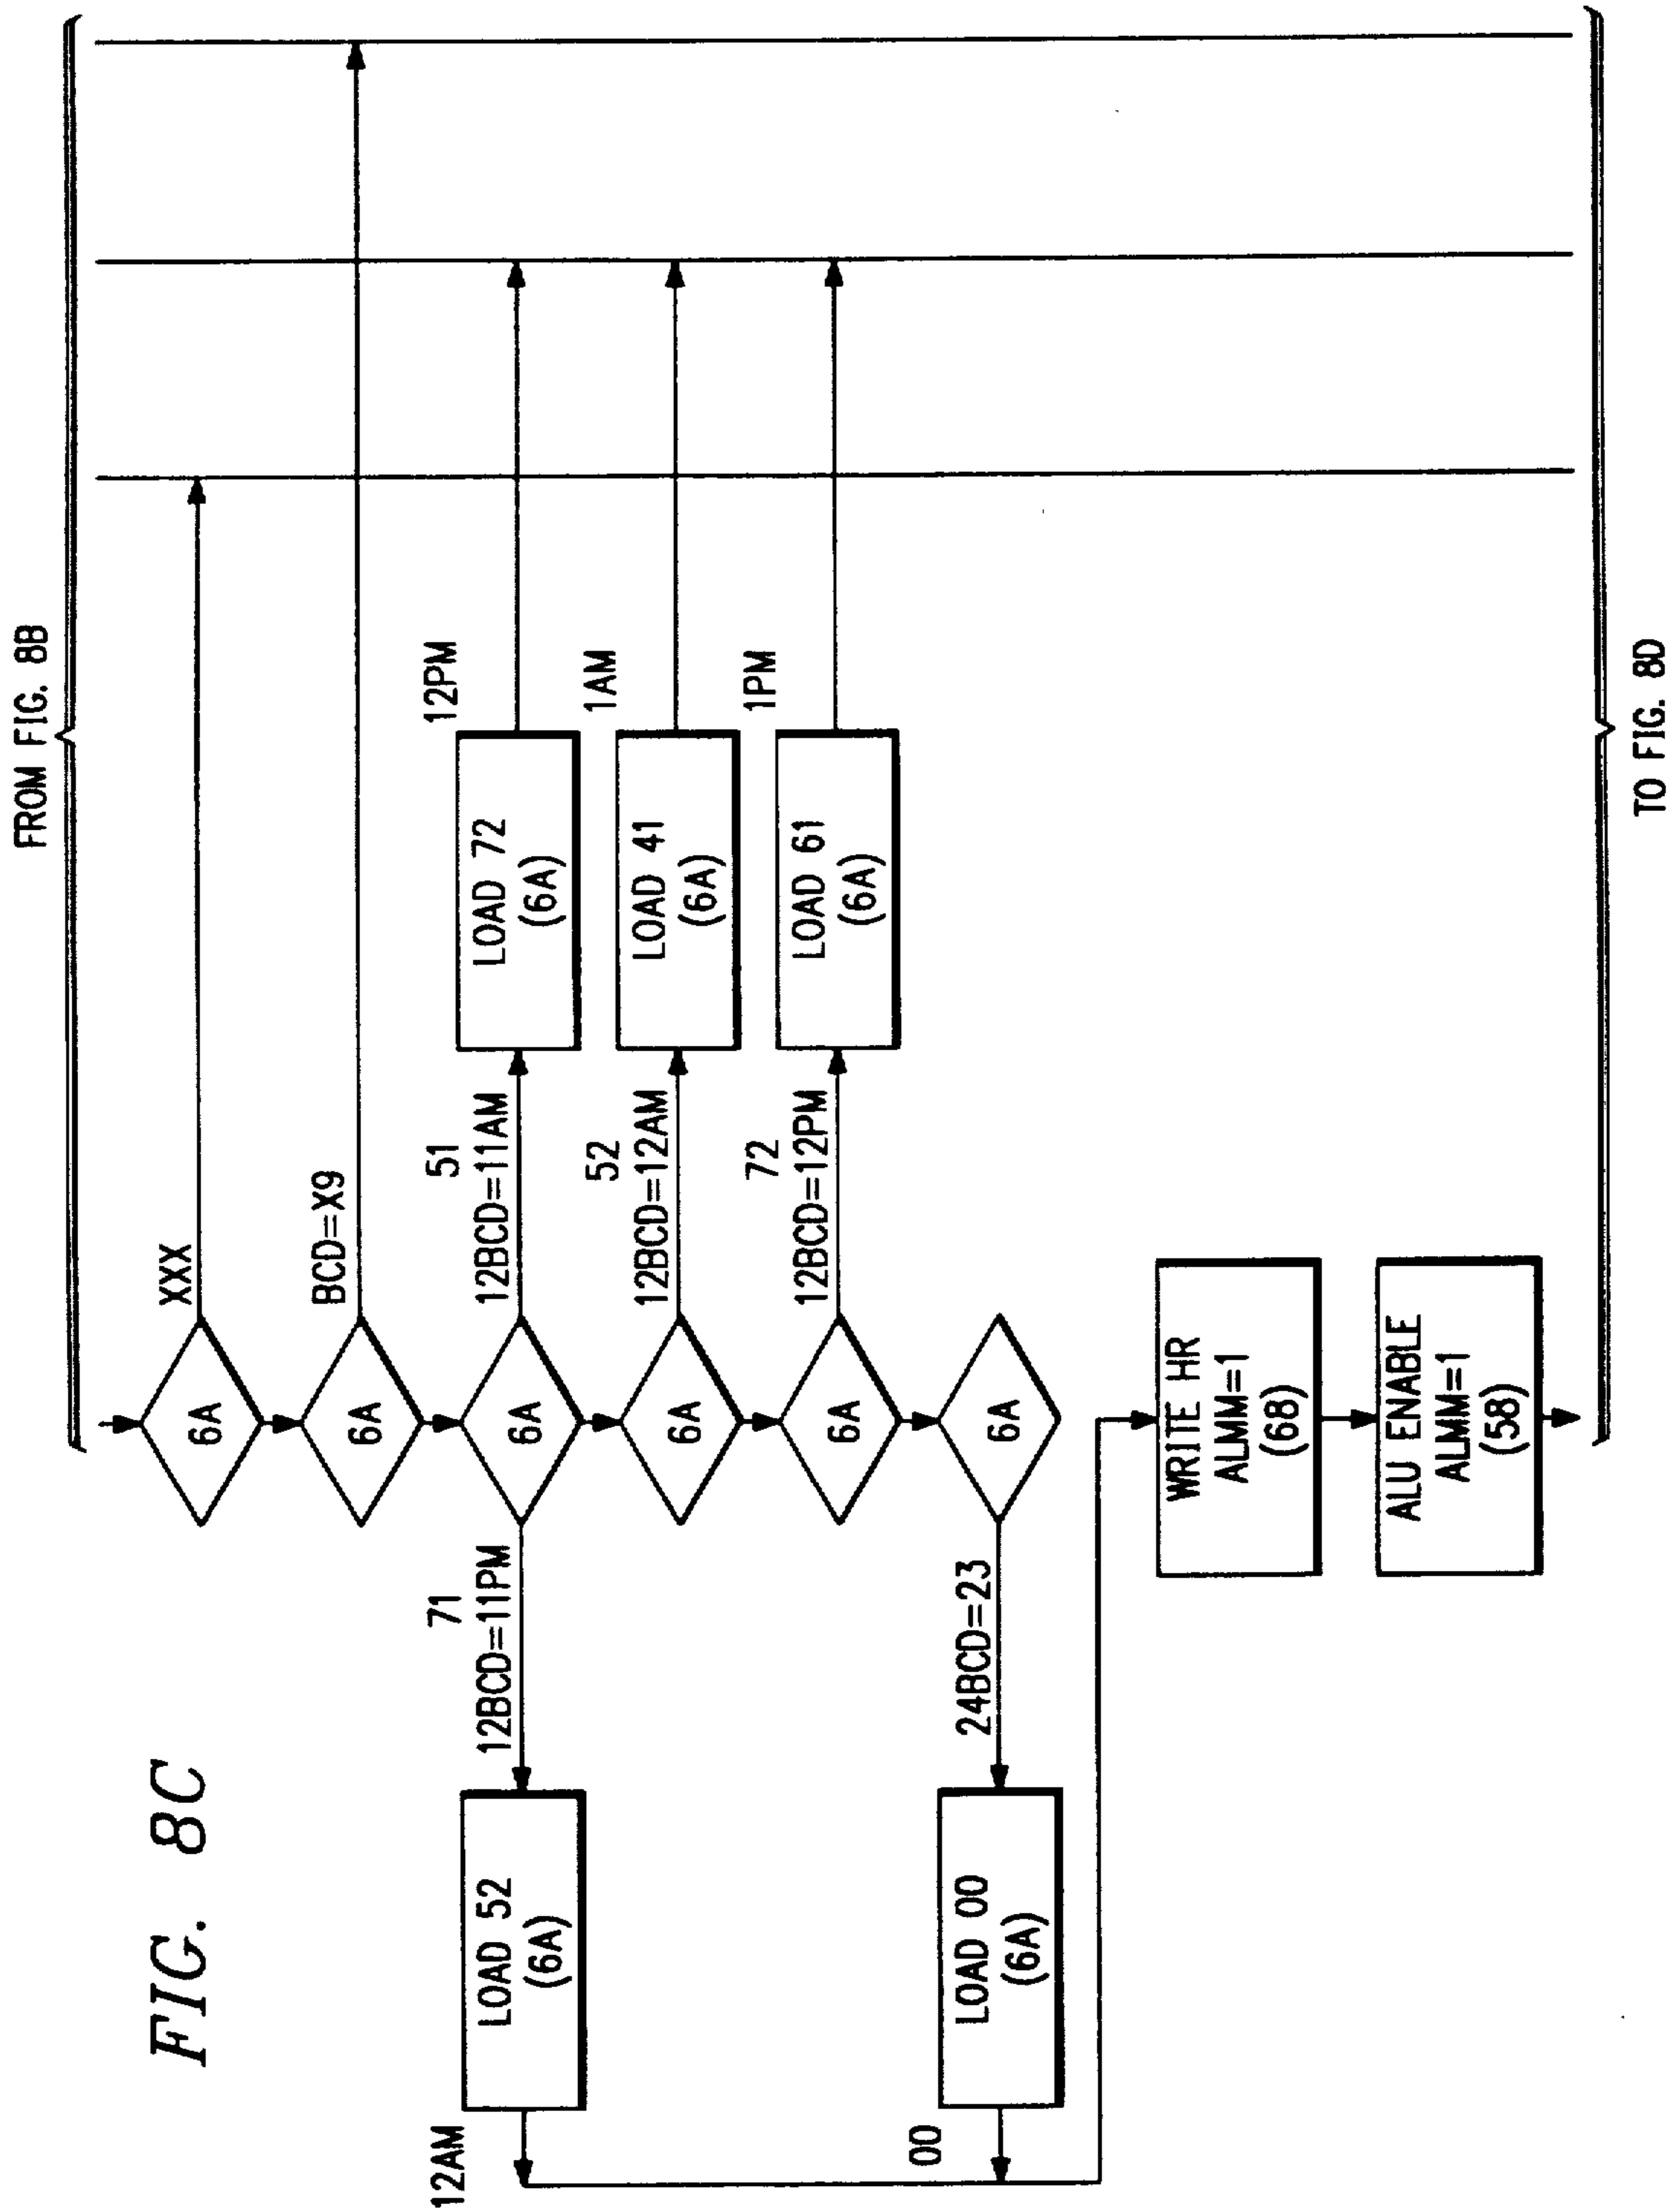 FIG. 8C
FROM FIG. 8B
6A
XXX
6A
BCD=X9
12AM
LOAD 52
(6A)
71
12BCD=11PM
6A
51
12BCD=11AM
LOAD 72
(6A)
12PM
6A
52
12BCD=12AM
LOAD 41
(6A)
1AM
6A
72
12BCD=12PM
LOAD 61
(6A)
1PM
00
LOAD 00
(6A)
24BCD=23
6A
WRITE HR
ALMM=1
(68)
ALU ENABLE
ALMM=1
(58)
TO FIG. 8D